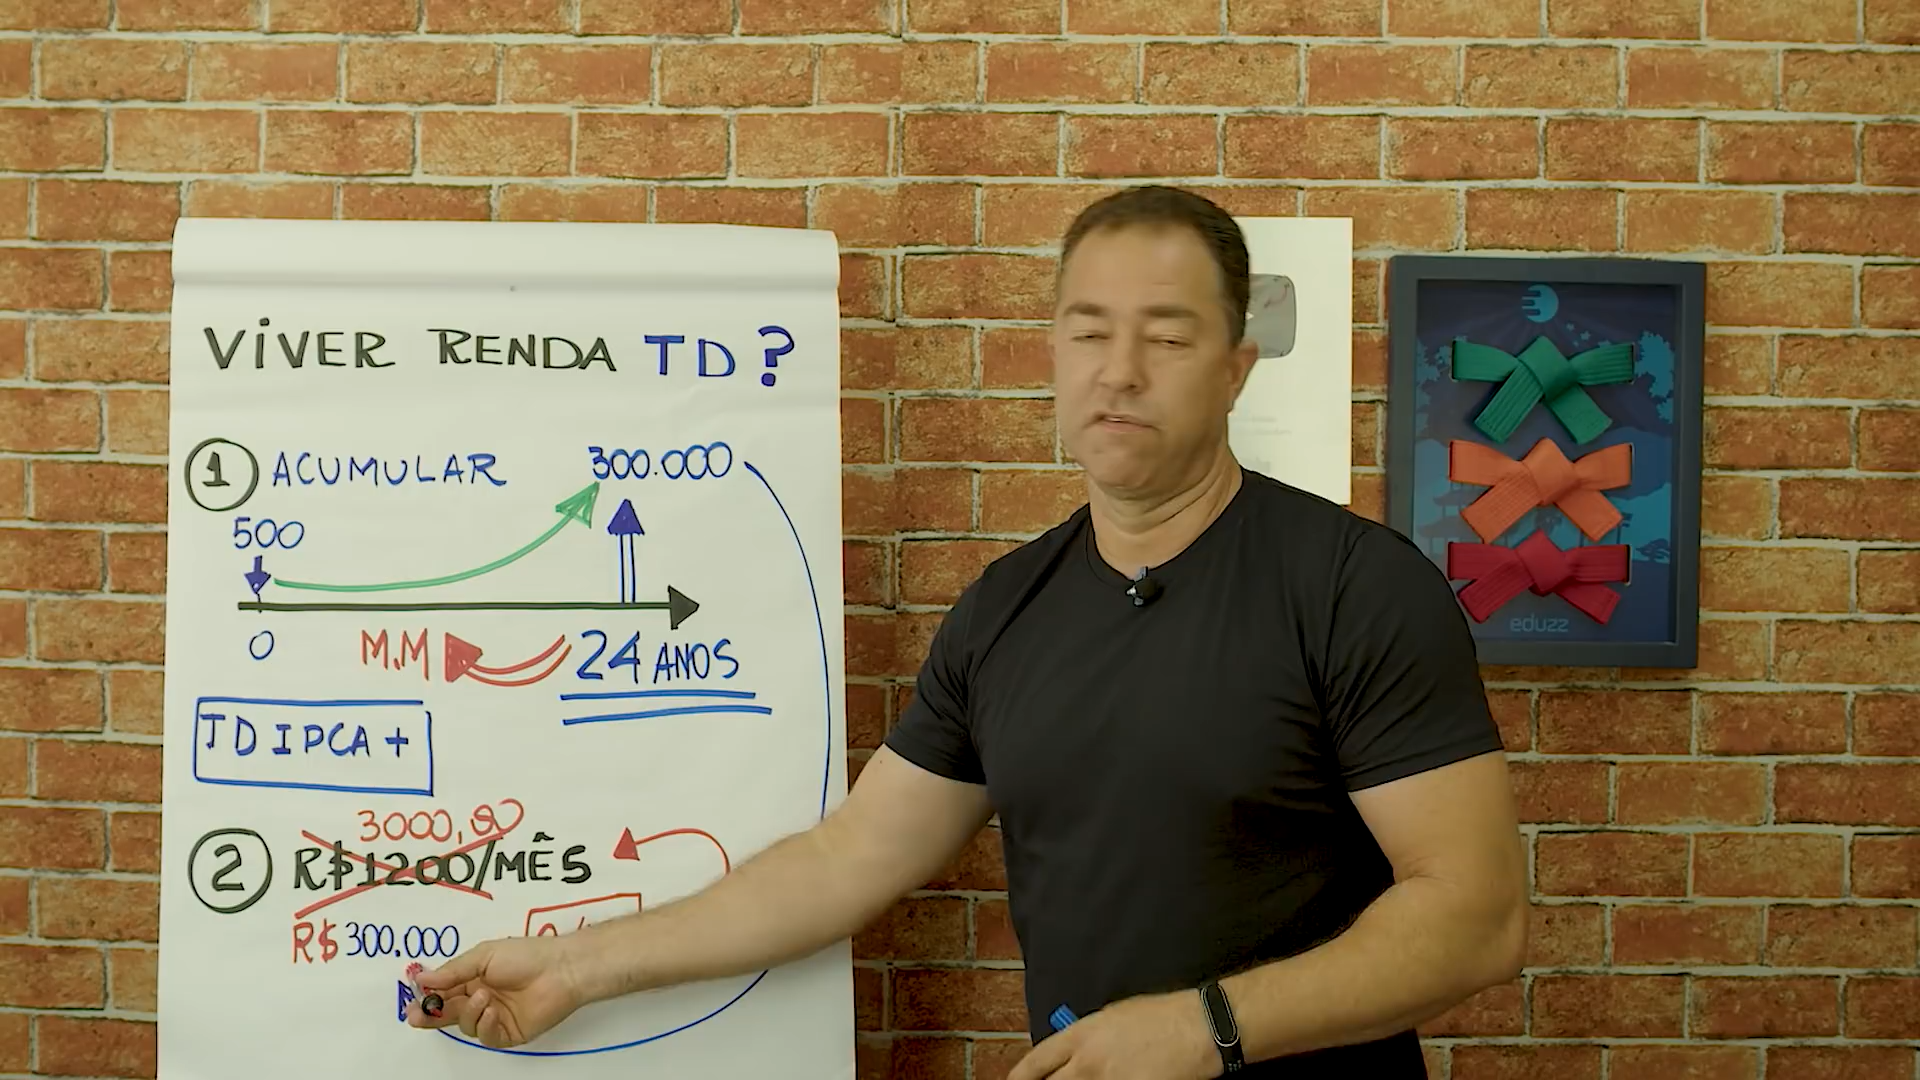 VIVER RENDA TD?
1 ACUMULAR 300.000
500
0 M.M 24 ANOS
TD IPCA +
3000,00
2 R$1200/MÊS
R$300.000
eduzz